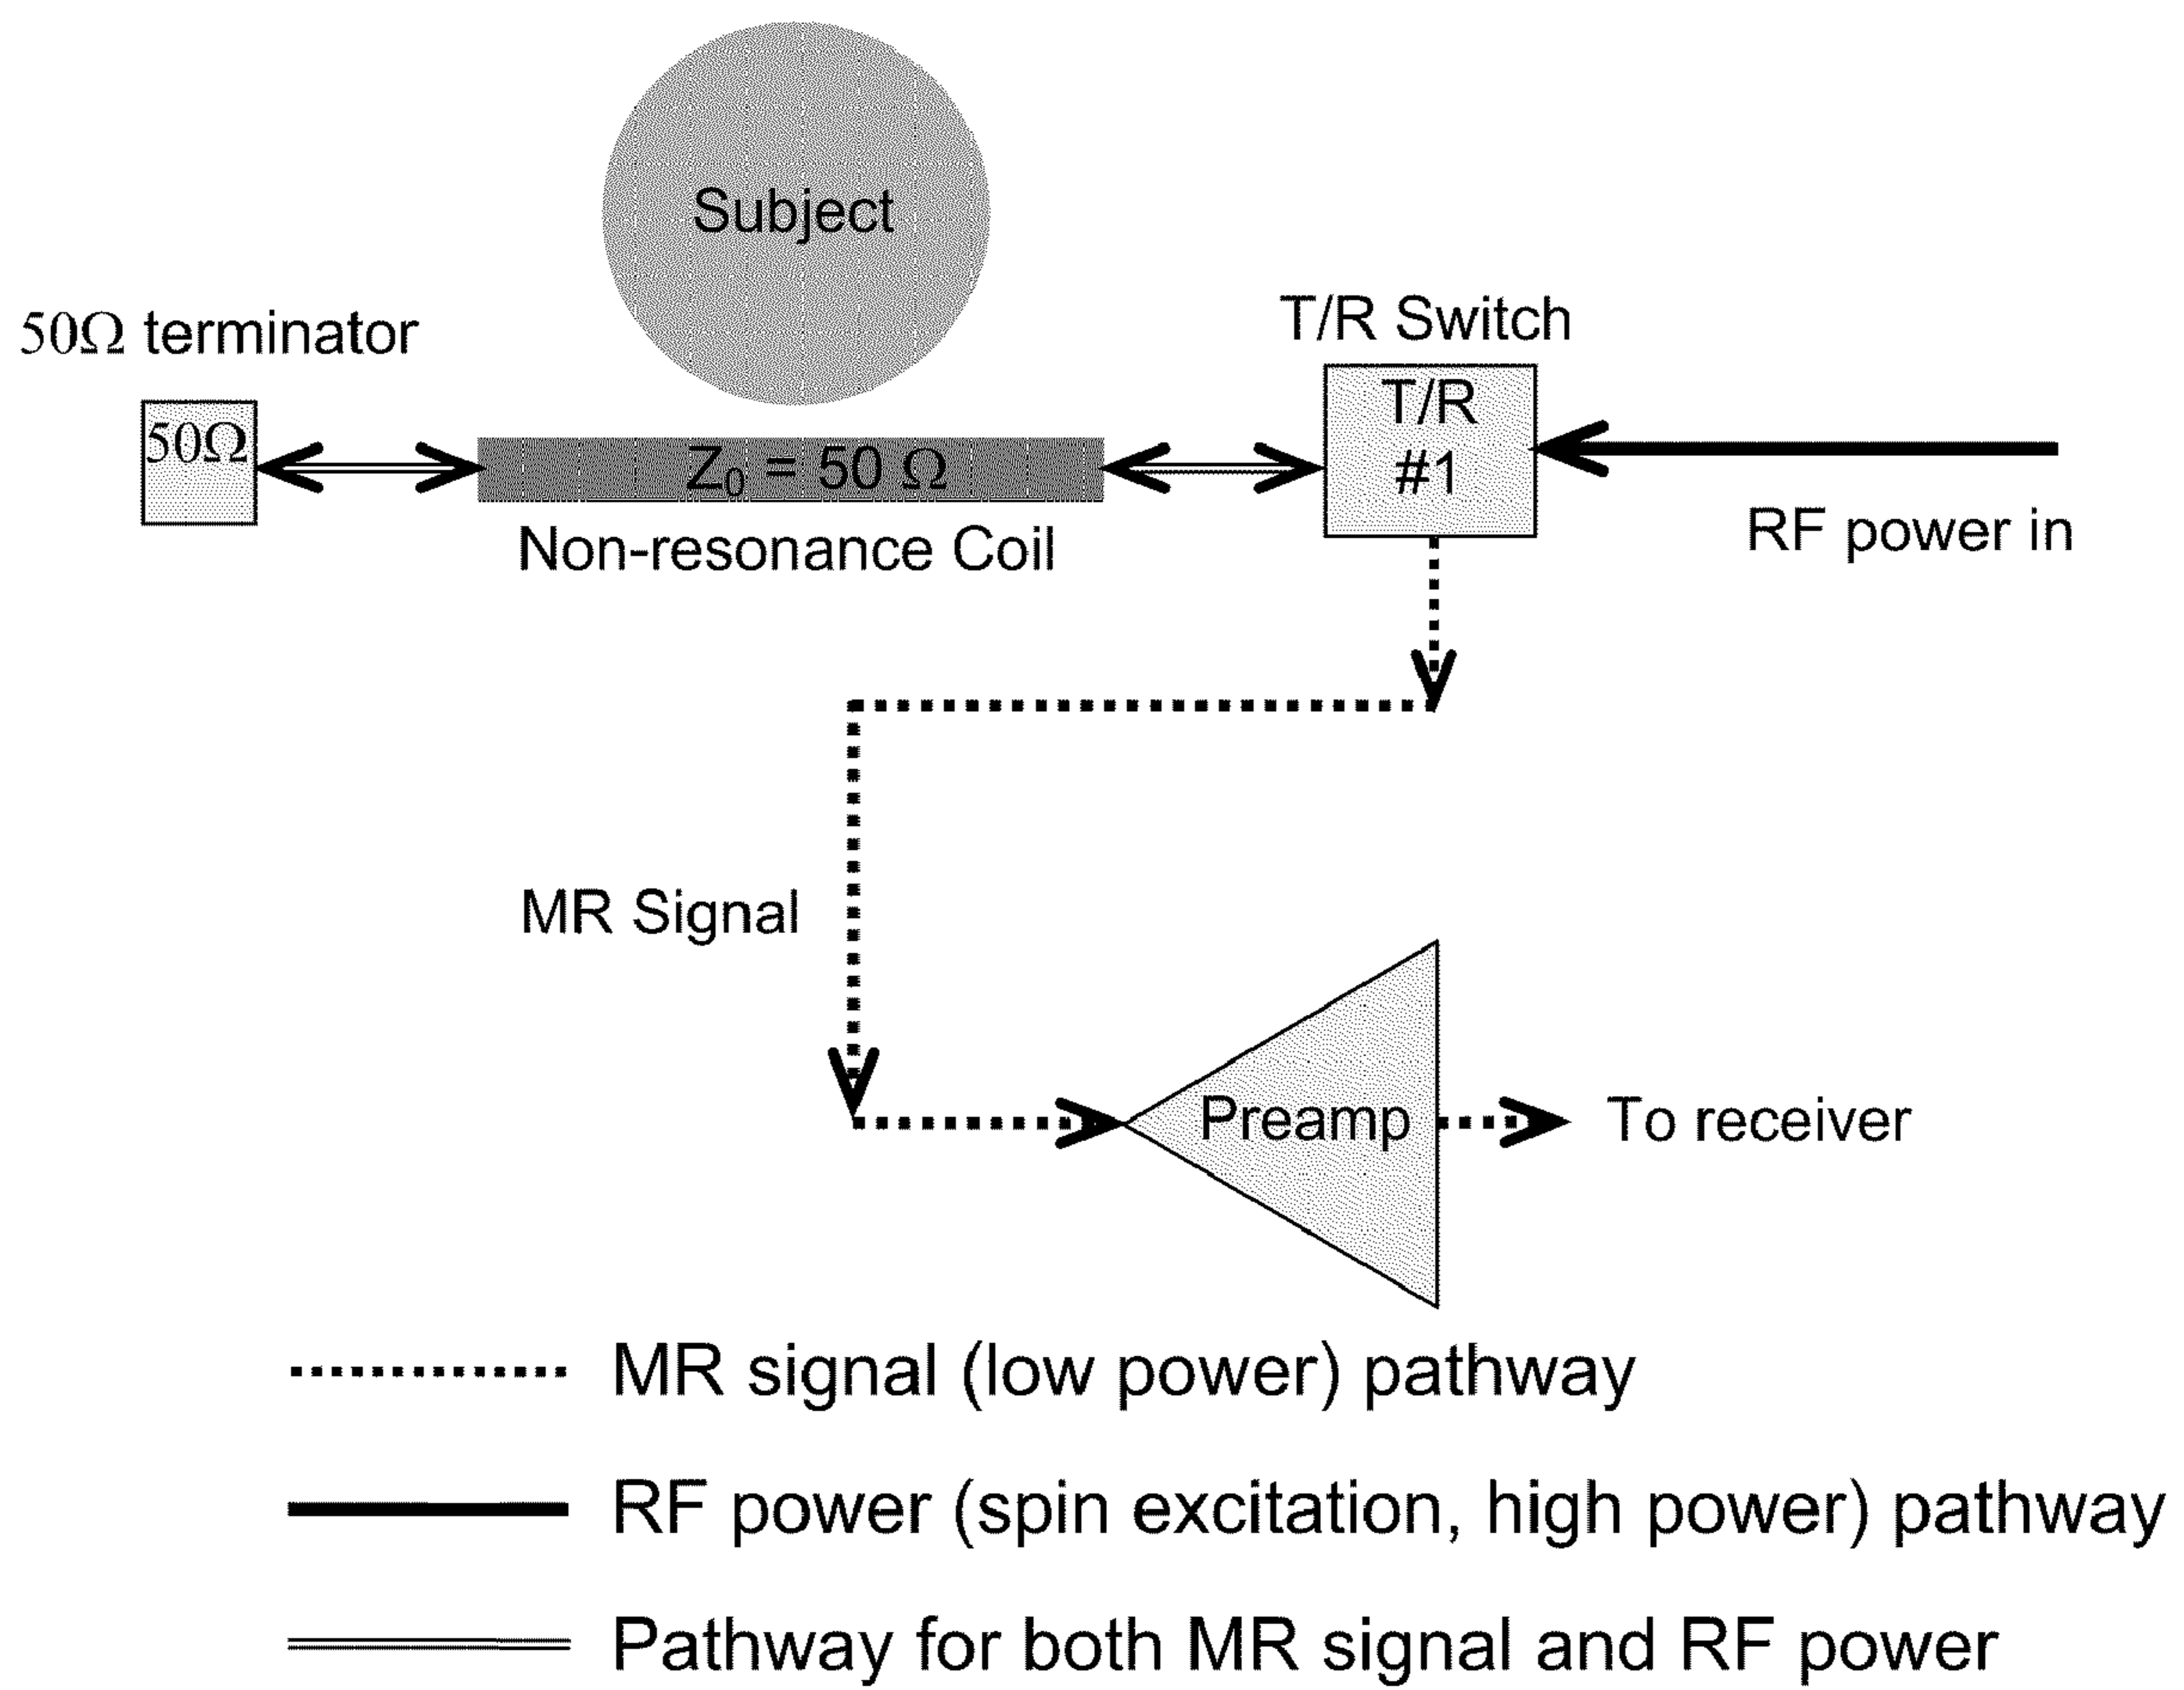 Subject
50Ω terminator
T/R Switch
50Ω
Z₀ = 50 Ω
T/R
#1
Non-resonance Coil
RF power in
MR Signal
Preamp
To receiver
MR signal (low power) pathway
RF power (spin excitation, high power) pathway
Pathway for both MR signal and RF power